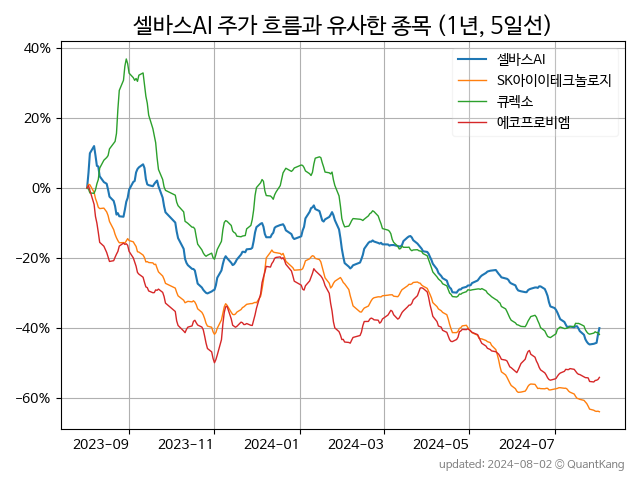 셀바스AI 주가 흐름과 유사한 종목 (1년, 5일선)
40%
20%
0%
−20%
−40%
−60%
셀바스AI
SK아이이테크놀로지
큐렉소
에코프로비엠
2023−09
2023−11
2024−01
2024−03
2024−05
2024−07
updated: 2024-08-02 © QuantKang